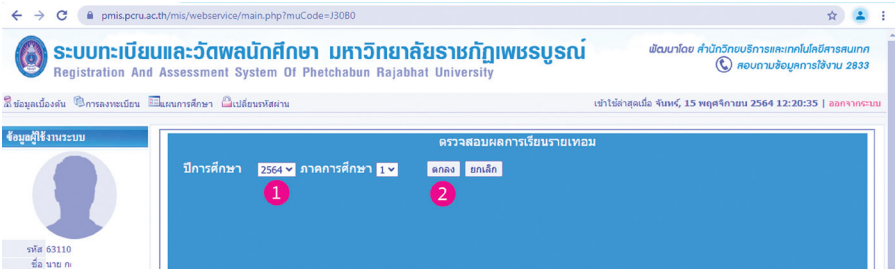 pmis.pcru.ac.th/mis/webservice/main.php?muCode=J30B0
ระบบทะเบียนและวัดผลนักศึกษา มหาวิทยาลัยราชภัฏเพชรบูรณ์
Registration And Assessment System Of Phetchabun Rajabhat University
พัฒนาโดย สำนักวิทยบริการและเทคโนโลยีสารสนเทศ
สอบถามข้อมูลการใช้งาน 2833
ข้อมูลเบื้องต้น การลงทะเบียน แผนการศึกษา เปลี่ยนรหัสผ่าน
เข้าใช้ล่าสุดเมื่อ จันทร์, 15 พฤศจิกายน 2564 12:20:35 | ออกจากระบบ
ข้อมูลผู้ใช้งานระบบ
ตรวจสอบผลการเรียนรายเทอม
ปีการศึกษา 2564 ภาคการศึกษา 1 ตกลง ยกเลิก
1 2
รหัส 63110
ชื่อ นาย